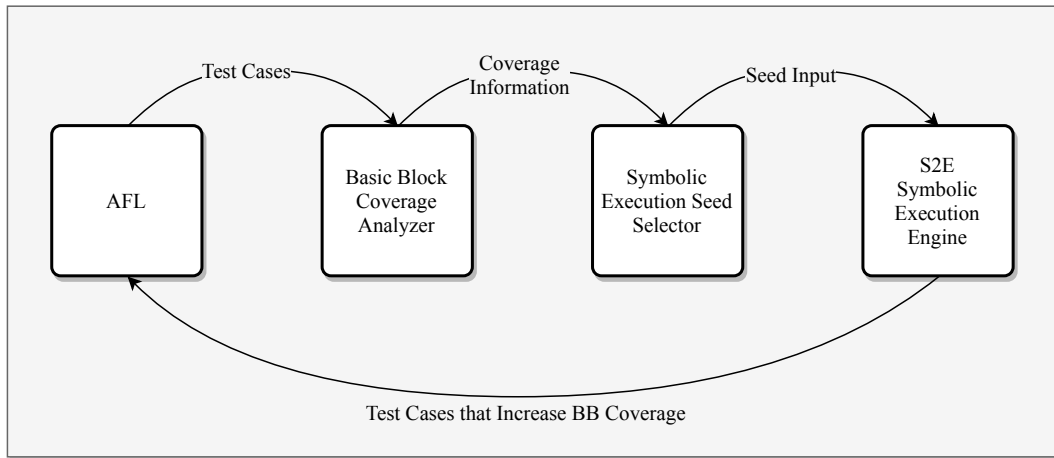 Test Cases
Coverage
Information
Seed Input
AFL
Basic Block
Coverage
Analyzer
Symbolic
Execution Seed
Selector
S2E
Symbolic
Execution
Engine
Test Cases that Increase BB Coverage